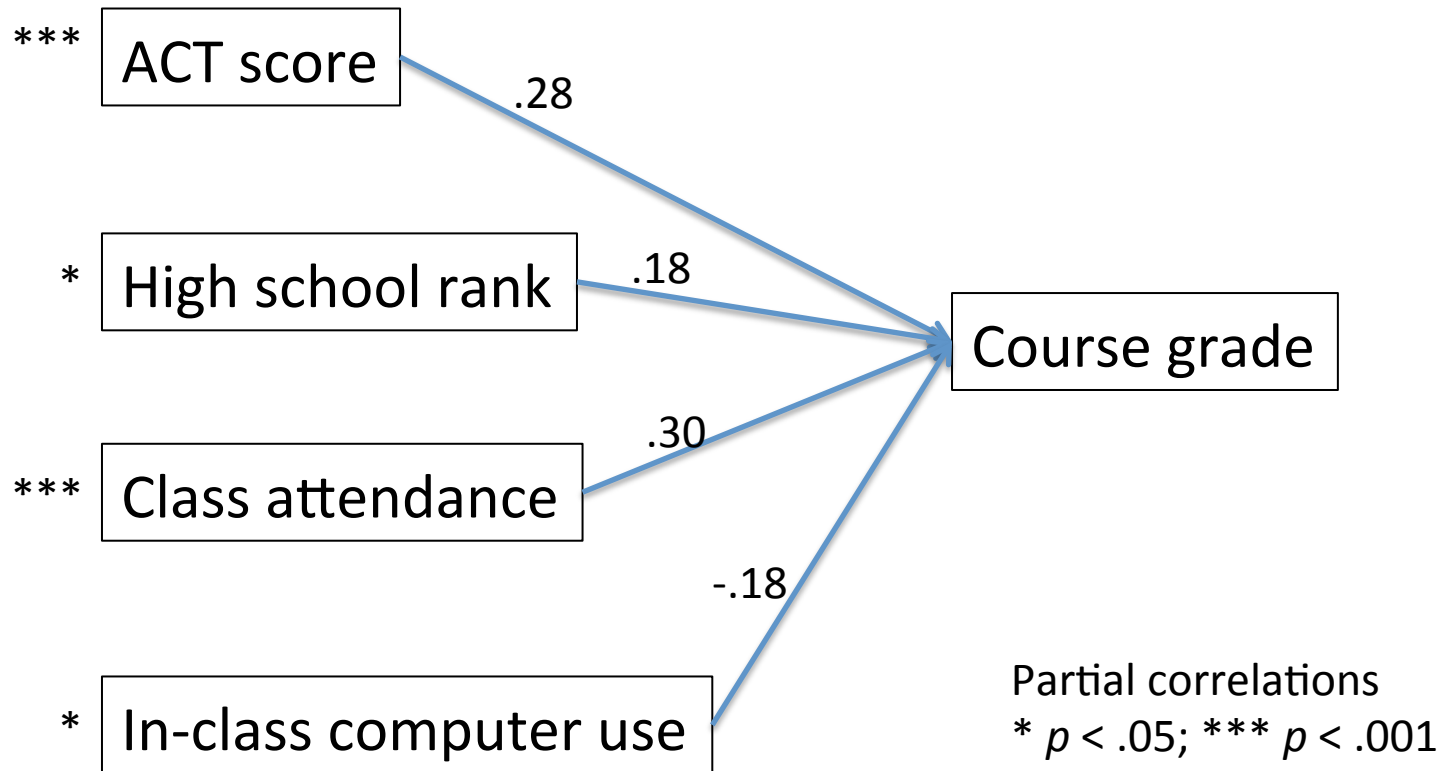 *** ACT score
.28
* High school rank
.18
Course grade
*** Class attendance
.30
-.18
* In-class computer use
Partial correlations
* p < .05; *** p < .001